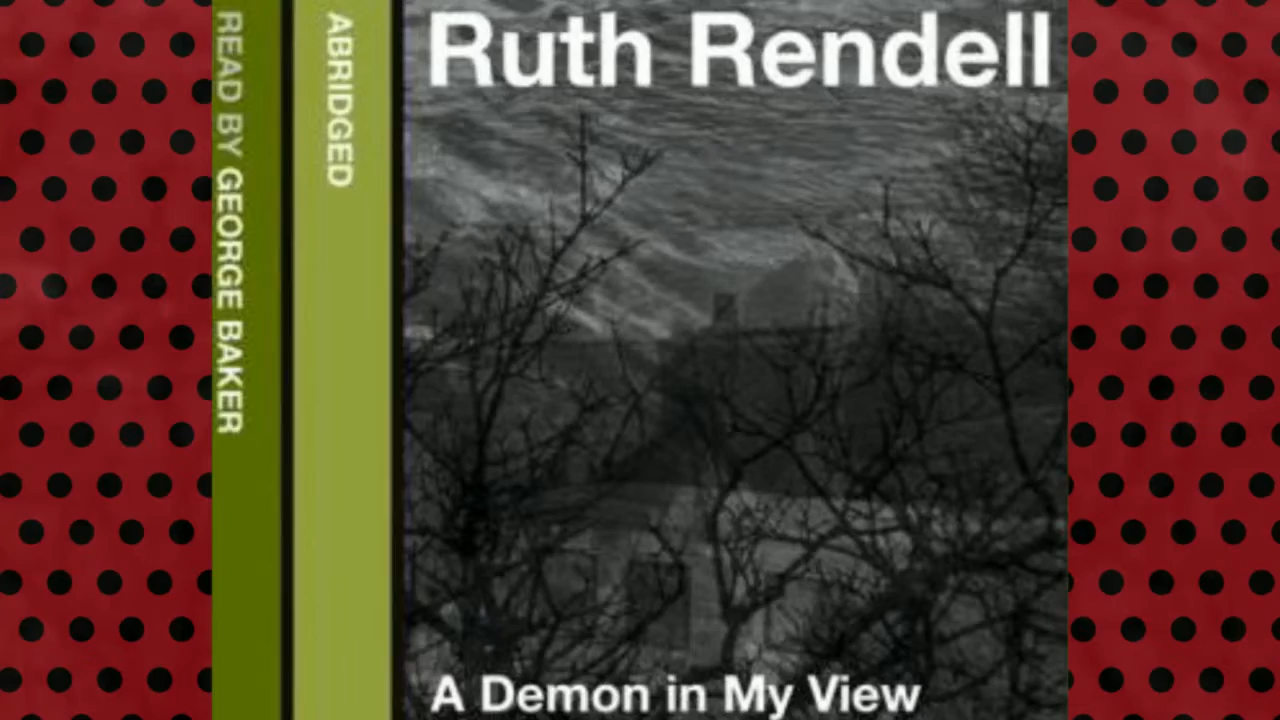 READ BY GEORGE BAKER
ABRIDGED
Ruth Rendell
A Demon in My View